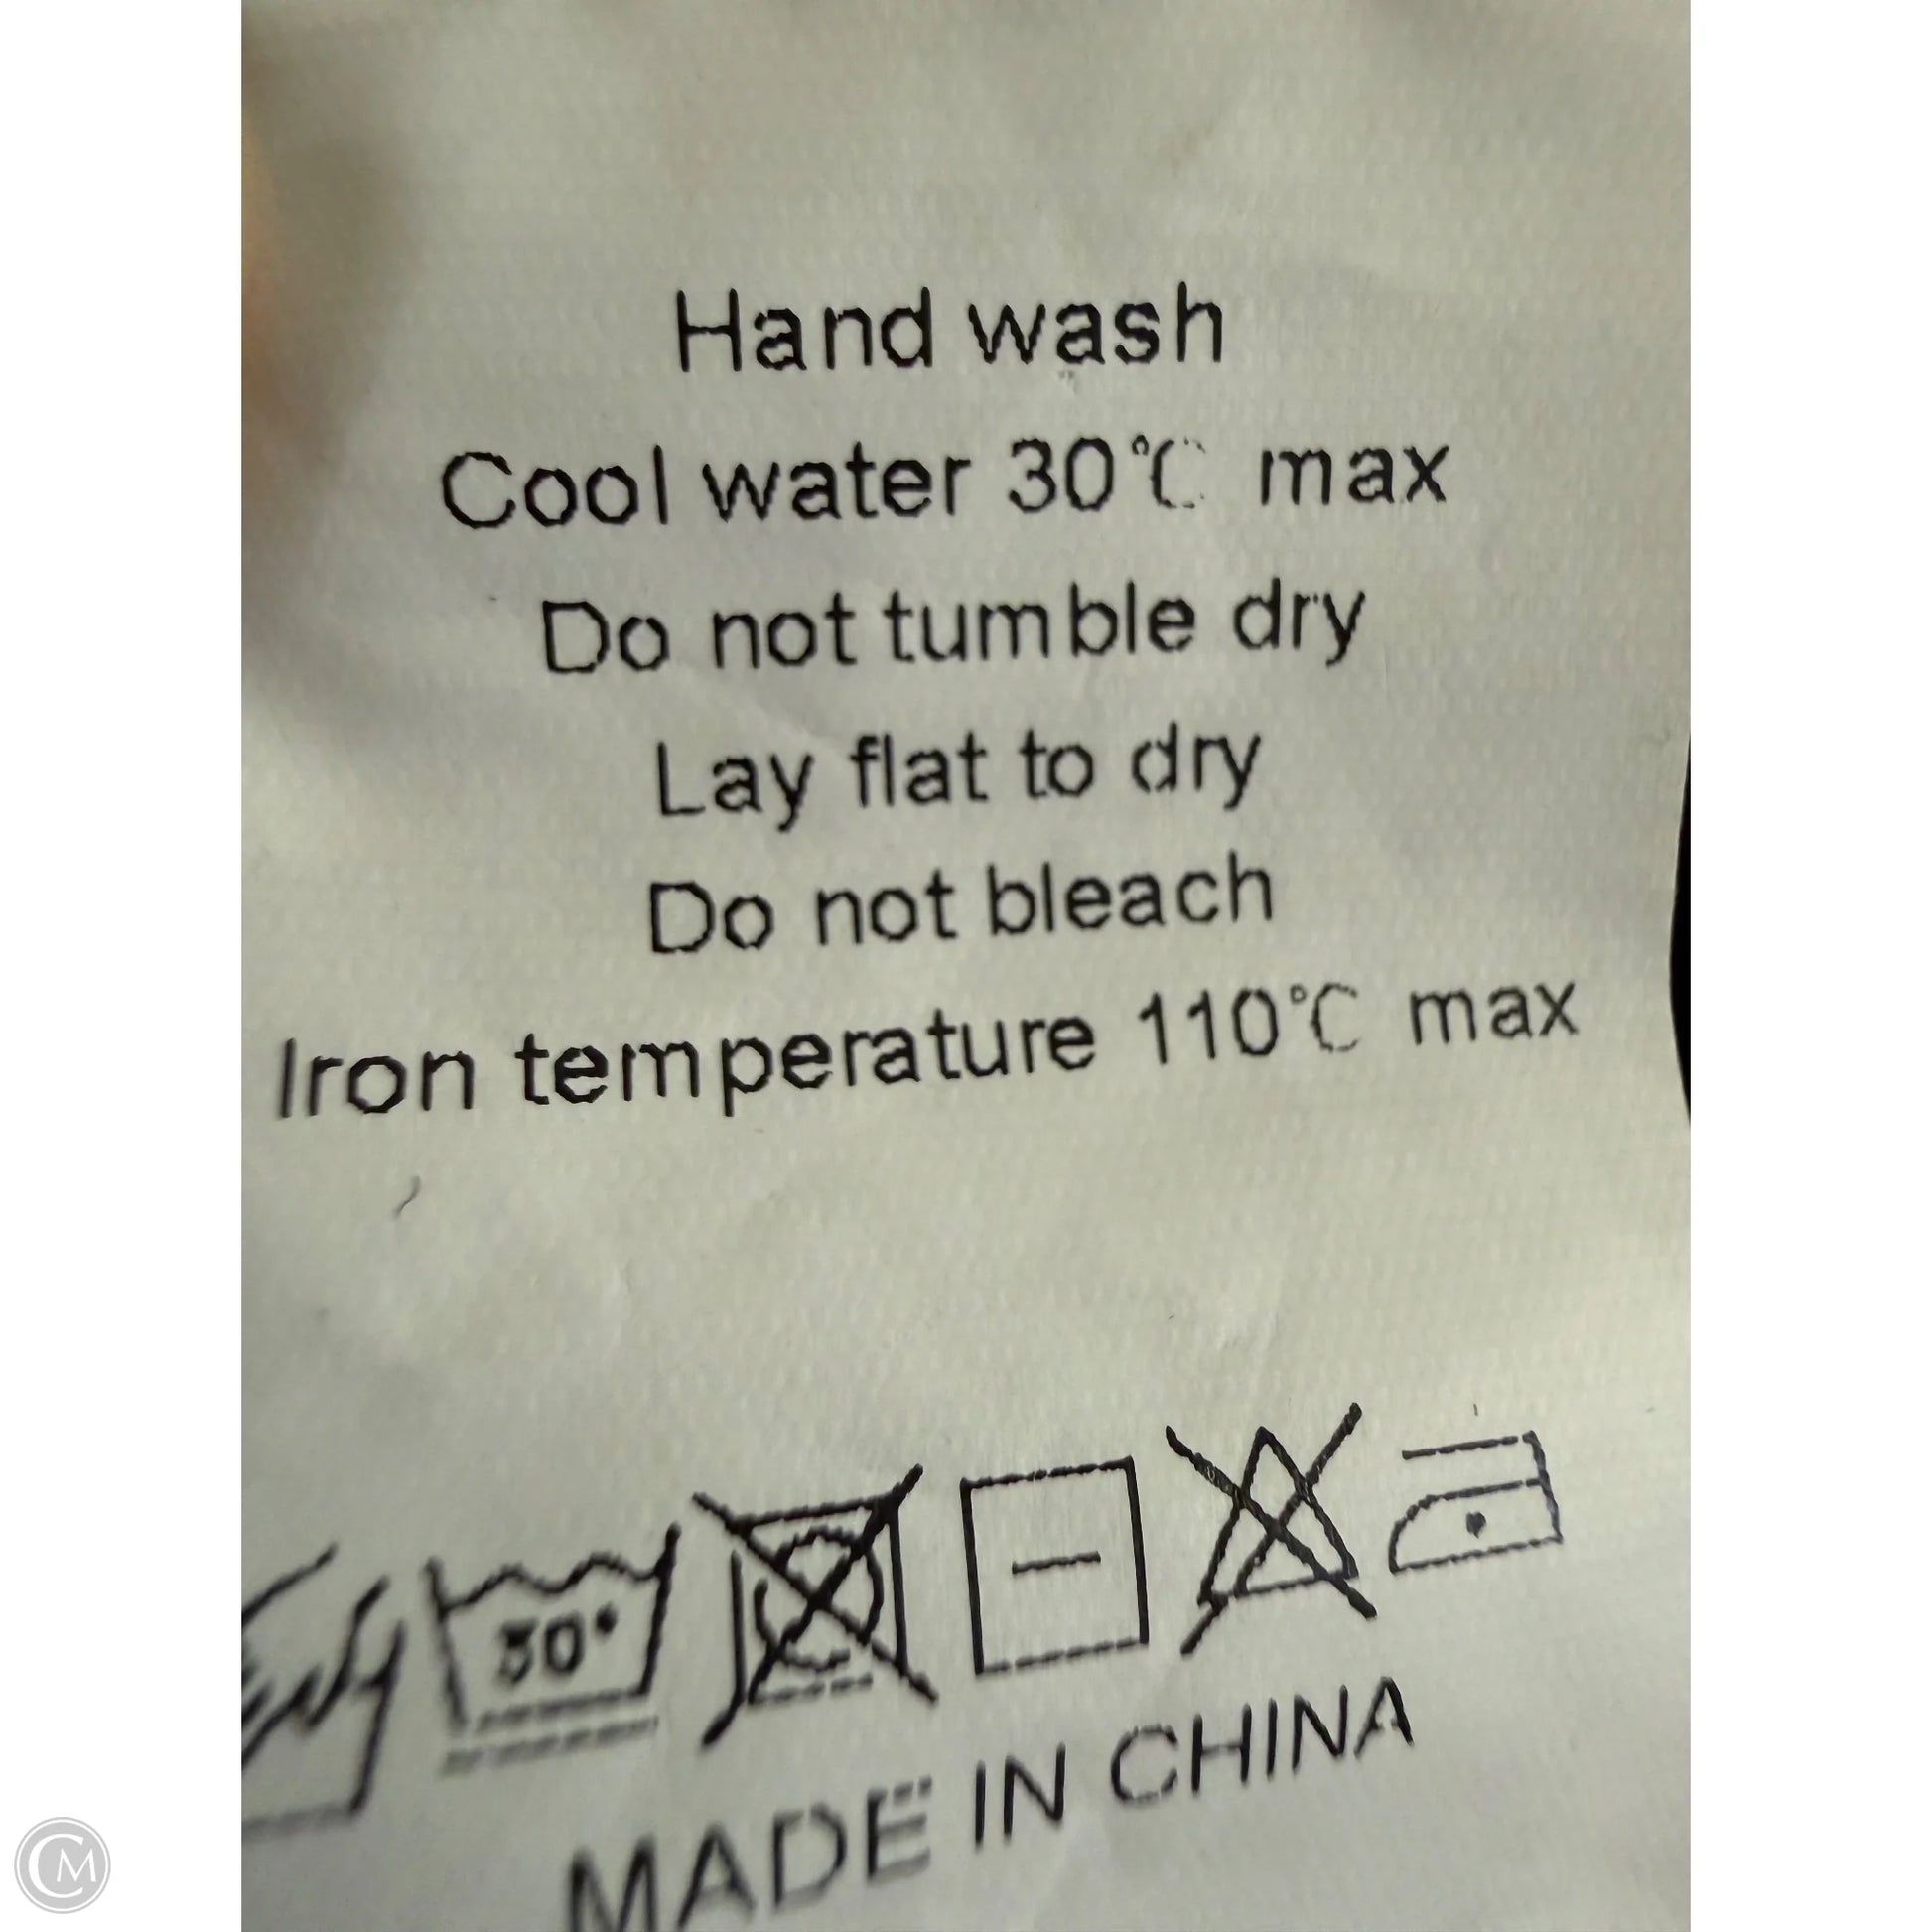 Hand wash
Cool water 30℃ max
Do not tumble dry
Lay flat to dry
Do not bleach
Iron temperature 110℃ max
30°
MADE IN CHINA
CM